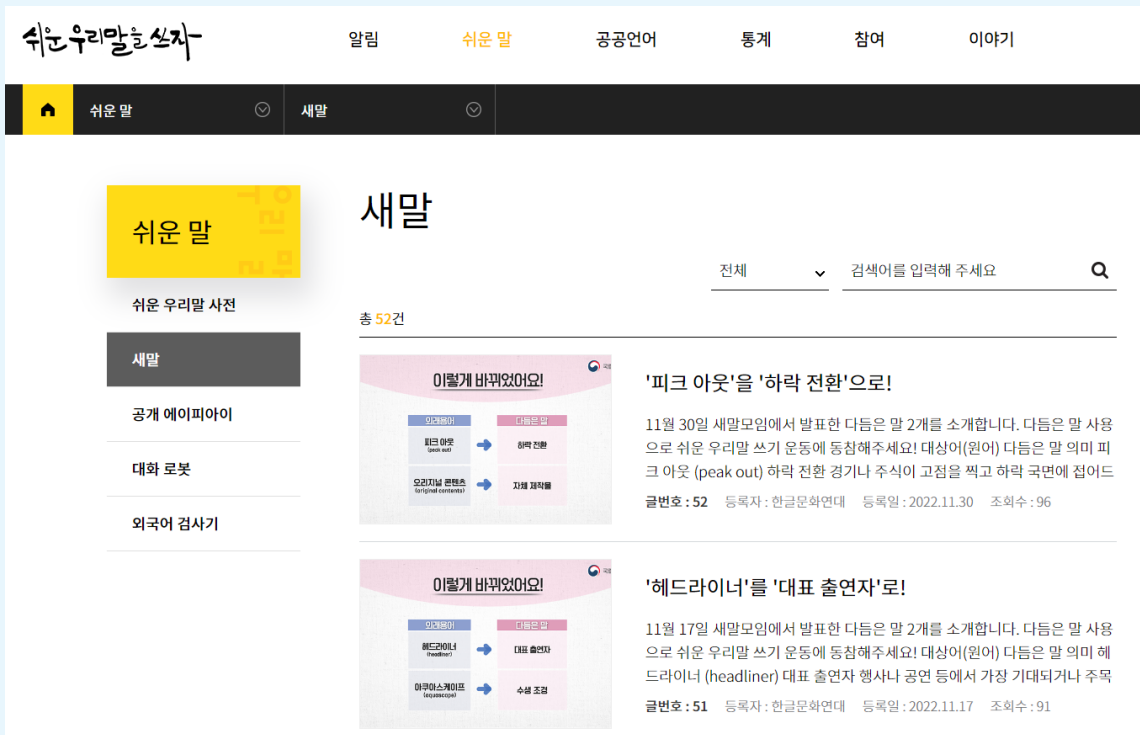 쉬운 우리말을 쓰자
알림 쉬운 말 공공언어 통계 참여 이야기
쉬운 말 새말
쉬운 말
쉬운 우리말 사전
새말
공개 에이피아이
대화 로봇
외국어 검사기
새말
전체 검색어를 입력해 주세요
총 52건
이렇게 바뀌었어요!
외래용어 다듬은 말
피크 아웃
(peak out)
하락 전환
오리지널 콘텐츠
(original contents)
자체 제작물
'피크 아웃'을 '하락 전환'으로!
11월 30일 새말모임에서 발표한 다듬은 말 2개를 소개합니다. 다듬은 말 사용
으로 쉬운 우리말 쓰기 운동에 동참해주세요! 대상어(원어) 다듬은 말 의미 피
크 아웃 (peak out) 하락 전환 경기나 주식이 고점을 찍고 하락 국면에 접어드
글번호 : 52 등록자 : 한글문화연대 등록일 : 2022.11.30 조회수 : 96
이렇게 바뀌었어요!
외래용어 다듬은 말
헤드라이너
(headliner)
대표 출연자
아쿠아스케이프
(aquascape)
수생 조경
'헤드라이너'를 '대표 출연자'로!
11월 17일 새말모임에서 발표한 다듬은 말 2개를 소개합니다. 다듬은 말 사용
으로 쉬운 우리말 쓰기 운동에 동참해주세요! 대상어(원어) 다듬은 말 의미 헤
드라이너 (headliner) 대표 출연자 행사나 공연 등에서 가장 기대되거나 주목
글번호 : 51 등록자 : 한글문화연대 등록일 : 2022.11.17 조회수 : 91